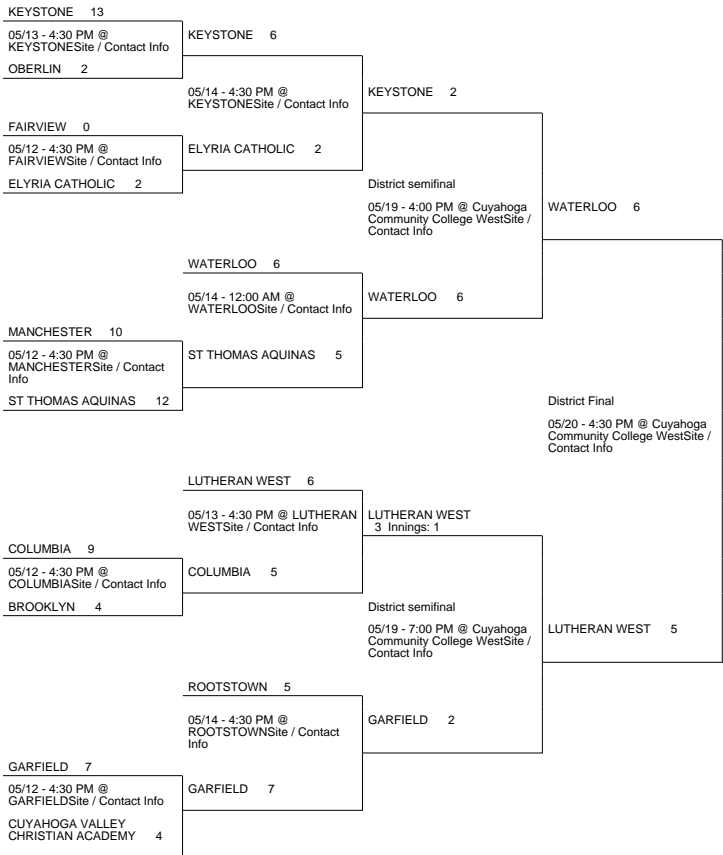 KEYSTONE 13
05/13 - 4:30 PM @
KEYSTONESite / Contact Info
OBERLIN 2
KEYSTONE 6
05/14 - 4:30 PM @
KEYSTONESite / Contact Info
FAIRVIEW 0
05/12 - 4:30 PM @
FAIRVIEWSite / Contact Info
ELYRIA CATHOLIC 2
ELYRIA CATHOLIC 2
KEYSTONE 2
District semifinal
05/19 - 4:00 PM @ Cuyahoga
Community College WestSite /
Contact Info
WATERLOO 6
05/14 - 12:00 AM @
WATERLOOSite / Contact Info
MANCHESTER 10
05/12 - 4:30 PM @
MANCHESTERSite / Contact
Info
ST THOMAS AQUINAS 12
ST THOMAS AQUINAS 5
WATERLOO 6
WATERLOO 6
District Final
05/20 - 4:30 PM @ Cuyahoga
Community College WestSite /
Contact Info
LUTHERAN WEST 6
05/13 - 4:30 PM @ LUTHERAN
WESTSite / Contact Info
COLUMBIA 9
05/12 - 4:30 PM @
COLUMBIASite / Contact Info
BROOKLYN 4
COLUMBIA 5
LUTHERAN WEST
3 Innings: 1
District semifinal
05/19 - 7:00 PM @ Cuyahoga
Community College WestSite /
Contact Info
LUTHERAN WEST 5
ROOTSTOWN 5
05/14 - 4:30 PM @
ROOTSTOWNSite / Contact
Info
GARFIELD 2
GARFIELD 7
05/12 - 4:30 PM @
GARFIELDSite / Contact Info
CUYAHOGA VALLEY
CHRISTIAN ACADEMY 4
GARFIELD 7